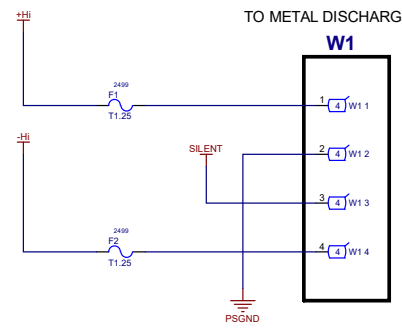 +Hi
TO METAL DISCHARG
W1
2499
F1
T1.25
1 4 W1 1
-Hi
SILENT
2 4 W1 2
3 4 W1 3
2499
F2
T1.25
4 4 W1 4
PSGND